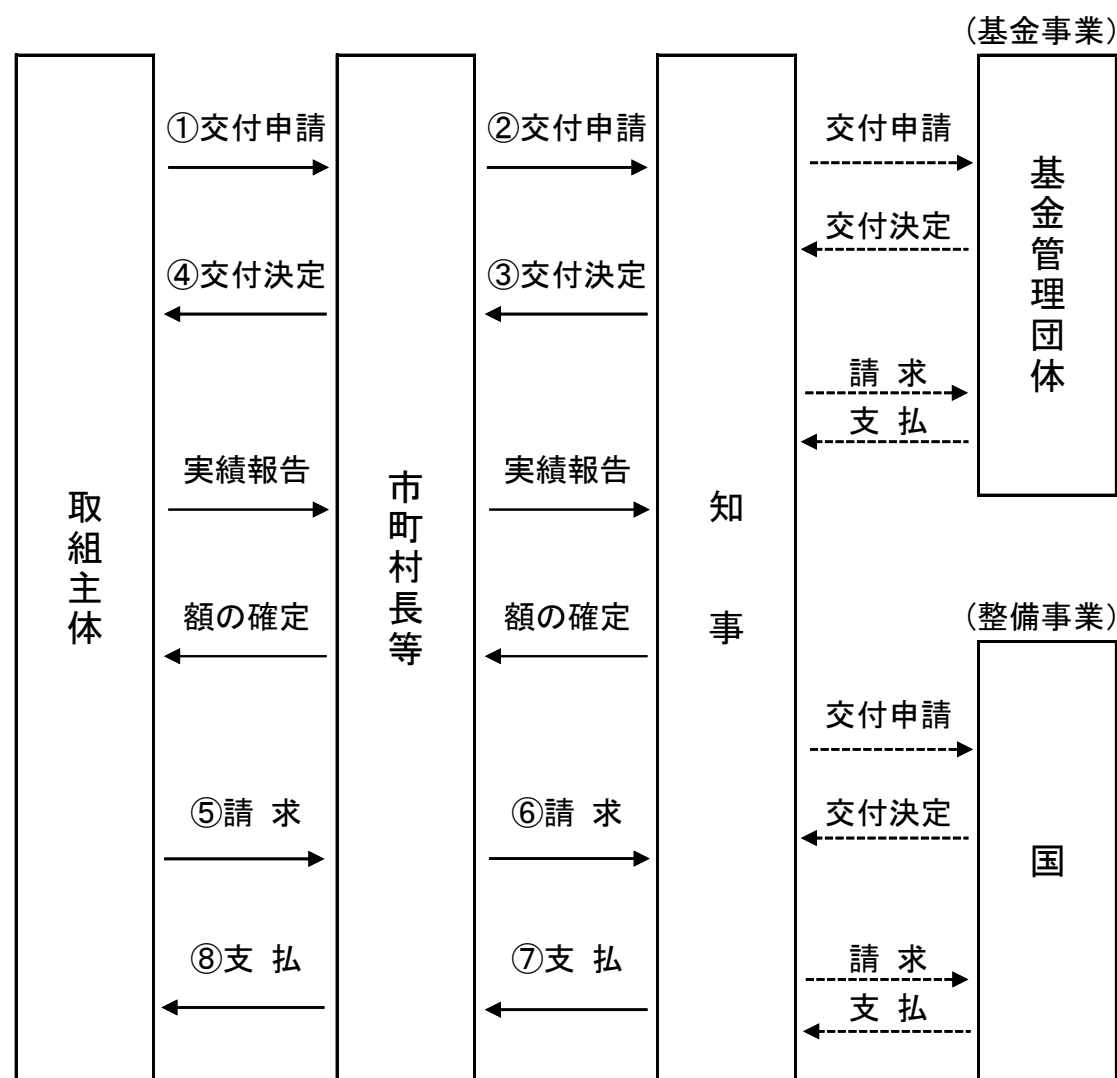 (基金事業)
①交付申請
②交付申請
交付申請
交付決定
④交付決定
③交付決定
請 求
支 払
基金管理団体
実績報告
実績報告
取組主体
市町村長等
知 事
額の確定
額の確定
(整備事業)
交付申請
⑤請 求
⑥請 求
交付決定
国
⑧支 払
⑦支 払
請 求
支 払